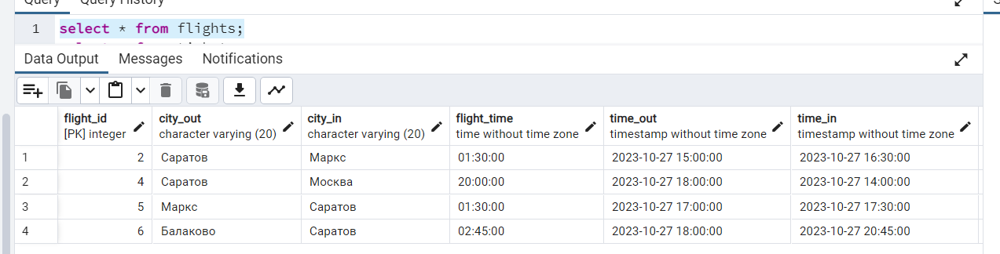 Query Query History
1 select * from flights;
Data Output Messages Notifications
flight_id city_out city_in flight_time time_out time_in
[PK] integer character varying (20) character varying (20) time without time zone timestamp without time zone timestamp without time zone
1 2 Саратов Маркс 01:30:00 2023-10-27 15:00:00 2023-10-27 16:30:00
2 4 Саратов Москва 20:00:00 2023-10-27 18:00:00 2023-10-27 14:00:00
3 5 Маркс Саратов 01:30:00 2023-10-27 17:00:00 2023-10-27 17:30:00
4 6 Балаково Саратов 02:45:00 2023-10-27 18:00:00 2023-10-27 20:45:00